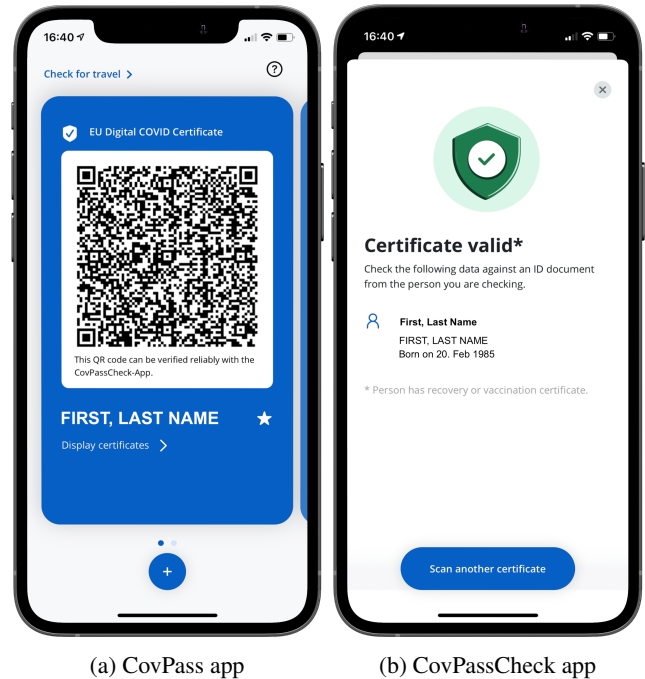 16:40
Check for travel >
?
EU Digital COVID Certificate
This QR code can be verified reliably with the
CovPassCheck-App.
FIRST, LAST NAME
Display certificates >
+
(a) CovPass app
16:40
Certificate valid*
Check the following data against an ID document
from the person you are checking.
First, Last Name
FIRST, LAST NAME
Born on 20. Feb 1985
* Person has recovery or vaccination certificate.
Scan another certificate
(b) CovPassCheck app